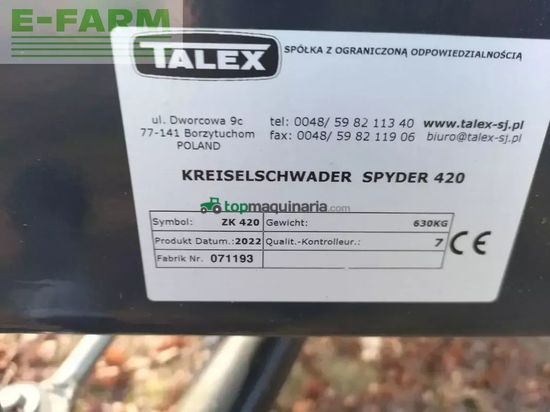 E-FARM
TALEX
SPÓŁKA Z OGRANICZONĄ ODPOWIEDZIALNOŚCIĄ
ul. Dworcowa 9c
77-141 Borzytuchom
POLAND
tel: 0048/ 59 82 113 40
fax: 0048/ 59 82 119 06
www.talex-sj.pl
biuro@talex-sj.pl
KREISELSCHWADER SPYDER 420
topmaquinaria.com
Symbol: ZK 420 Gewicht: 630KG
Produkt Datum.:2022 Qualit.-Kontrolleur.: 7
Fabrik Nr. 071193
CE